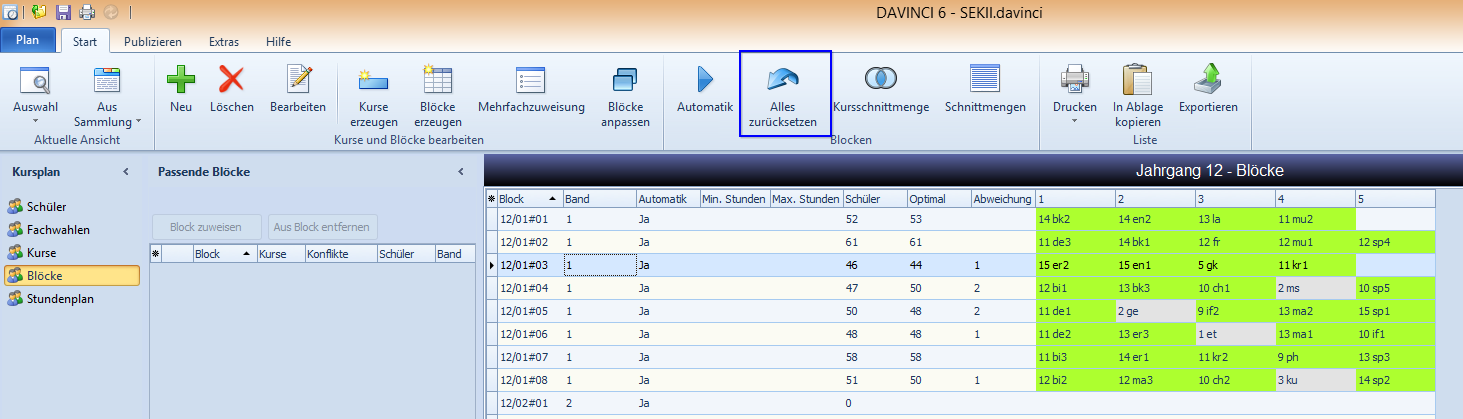 DAVINCI 6 - SEKII.davinci
Plan Start Publizieren Extras Hilfe
Auswahl Aus Sammlung Neu Löschen Bearbeiten Kurse erzeugen Blöcke erzeugen Mehrfachzuweisung Blöcke anpassen Automatik Alles zurücksetzen Kursschnittmenge Schnittmengen Drucken In Ablage kopieren Exportieren
Aktuelle Ansicht Kurse und Blöcke bearbeiten Blocken Liste
Kursplan
Schüler
Fachwahlen
Kurse
Blöcke
Stundenplan
Passende Blöcke
Block zuweisen Aus Block entfernen
Block Kurse Konflikte Schüler Band
Jahrgang 12 - Blöcke
Block Band Automatik Min. Stunden Max. Stunden Schüler Optimal Abweichung 1 2 3 4 5
12/01#01 1 Ja 52 53 14 bk2 14 en2 13 la 11 mu2
12/01#02 1 Ja 61 61 11 de3 14 bk1 12 fr 12 mu1 12 sp4
12/01#03 1 Ja 46 44 1 15 er2 15 en1 5 gk 11 kr1
12/01#04 1 Ja 47 50 2 12 bi1 13 bk3 10 ch1 2 ms 10 sp5
12/01#05 1 Ja 50 48 2 11 de1 2 ge 9 if2 13 ma2 15 sp1
12/01#06 1 Ja 48 48 1 11 de2 13 er3 1 et 13 ma1 10 if1
12/01#07 1 Ja 58 58 11 bi3 14 er1 11 kr2 9 ph 13 sp3
12/01#08 1 Ja 51 50 1 12 bi2 12 ma3 10 ch2 3 ku 14 sp2
12/02#01 2 Ja 0